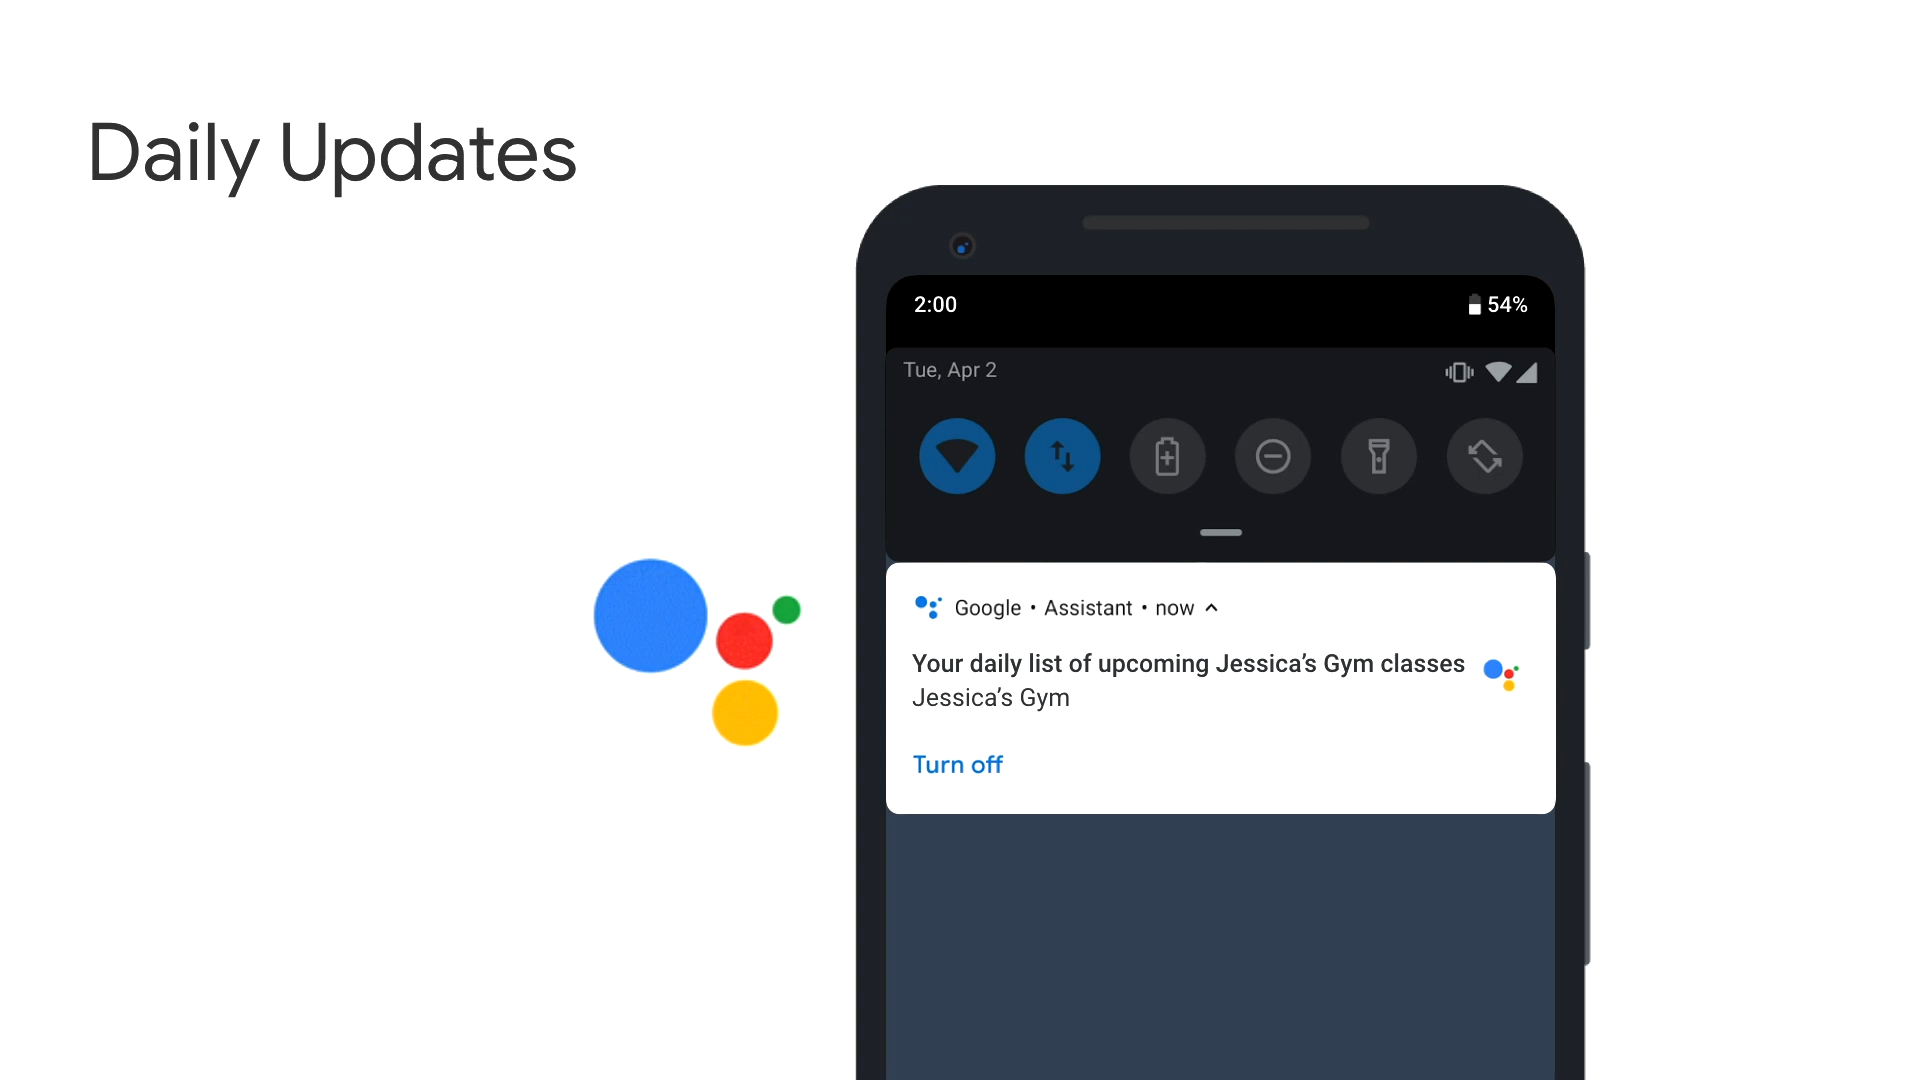 Daily Updates
2:00
54%
Tue, Apr 2
Google • Assistant • now
Your daily list of upcoming Jessica’s Gym classes
Jessica’s Gym
Turn off